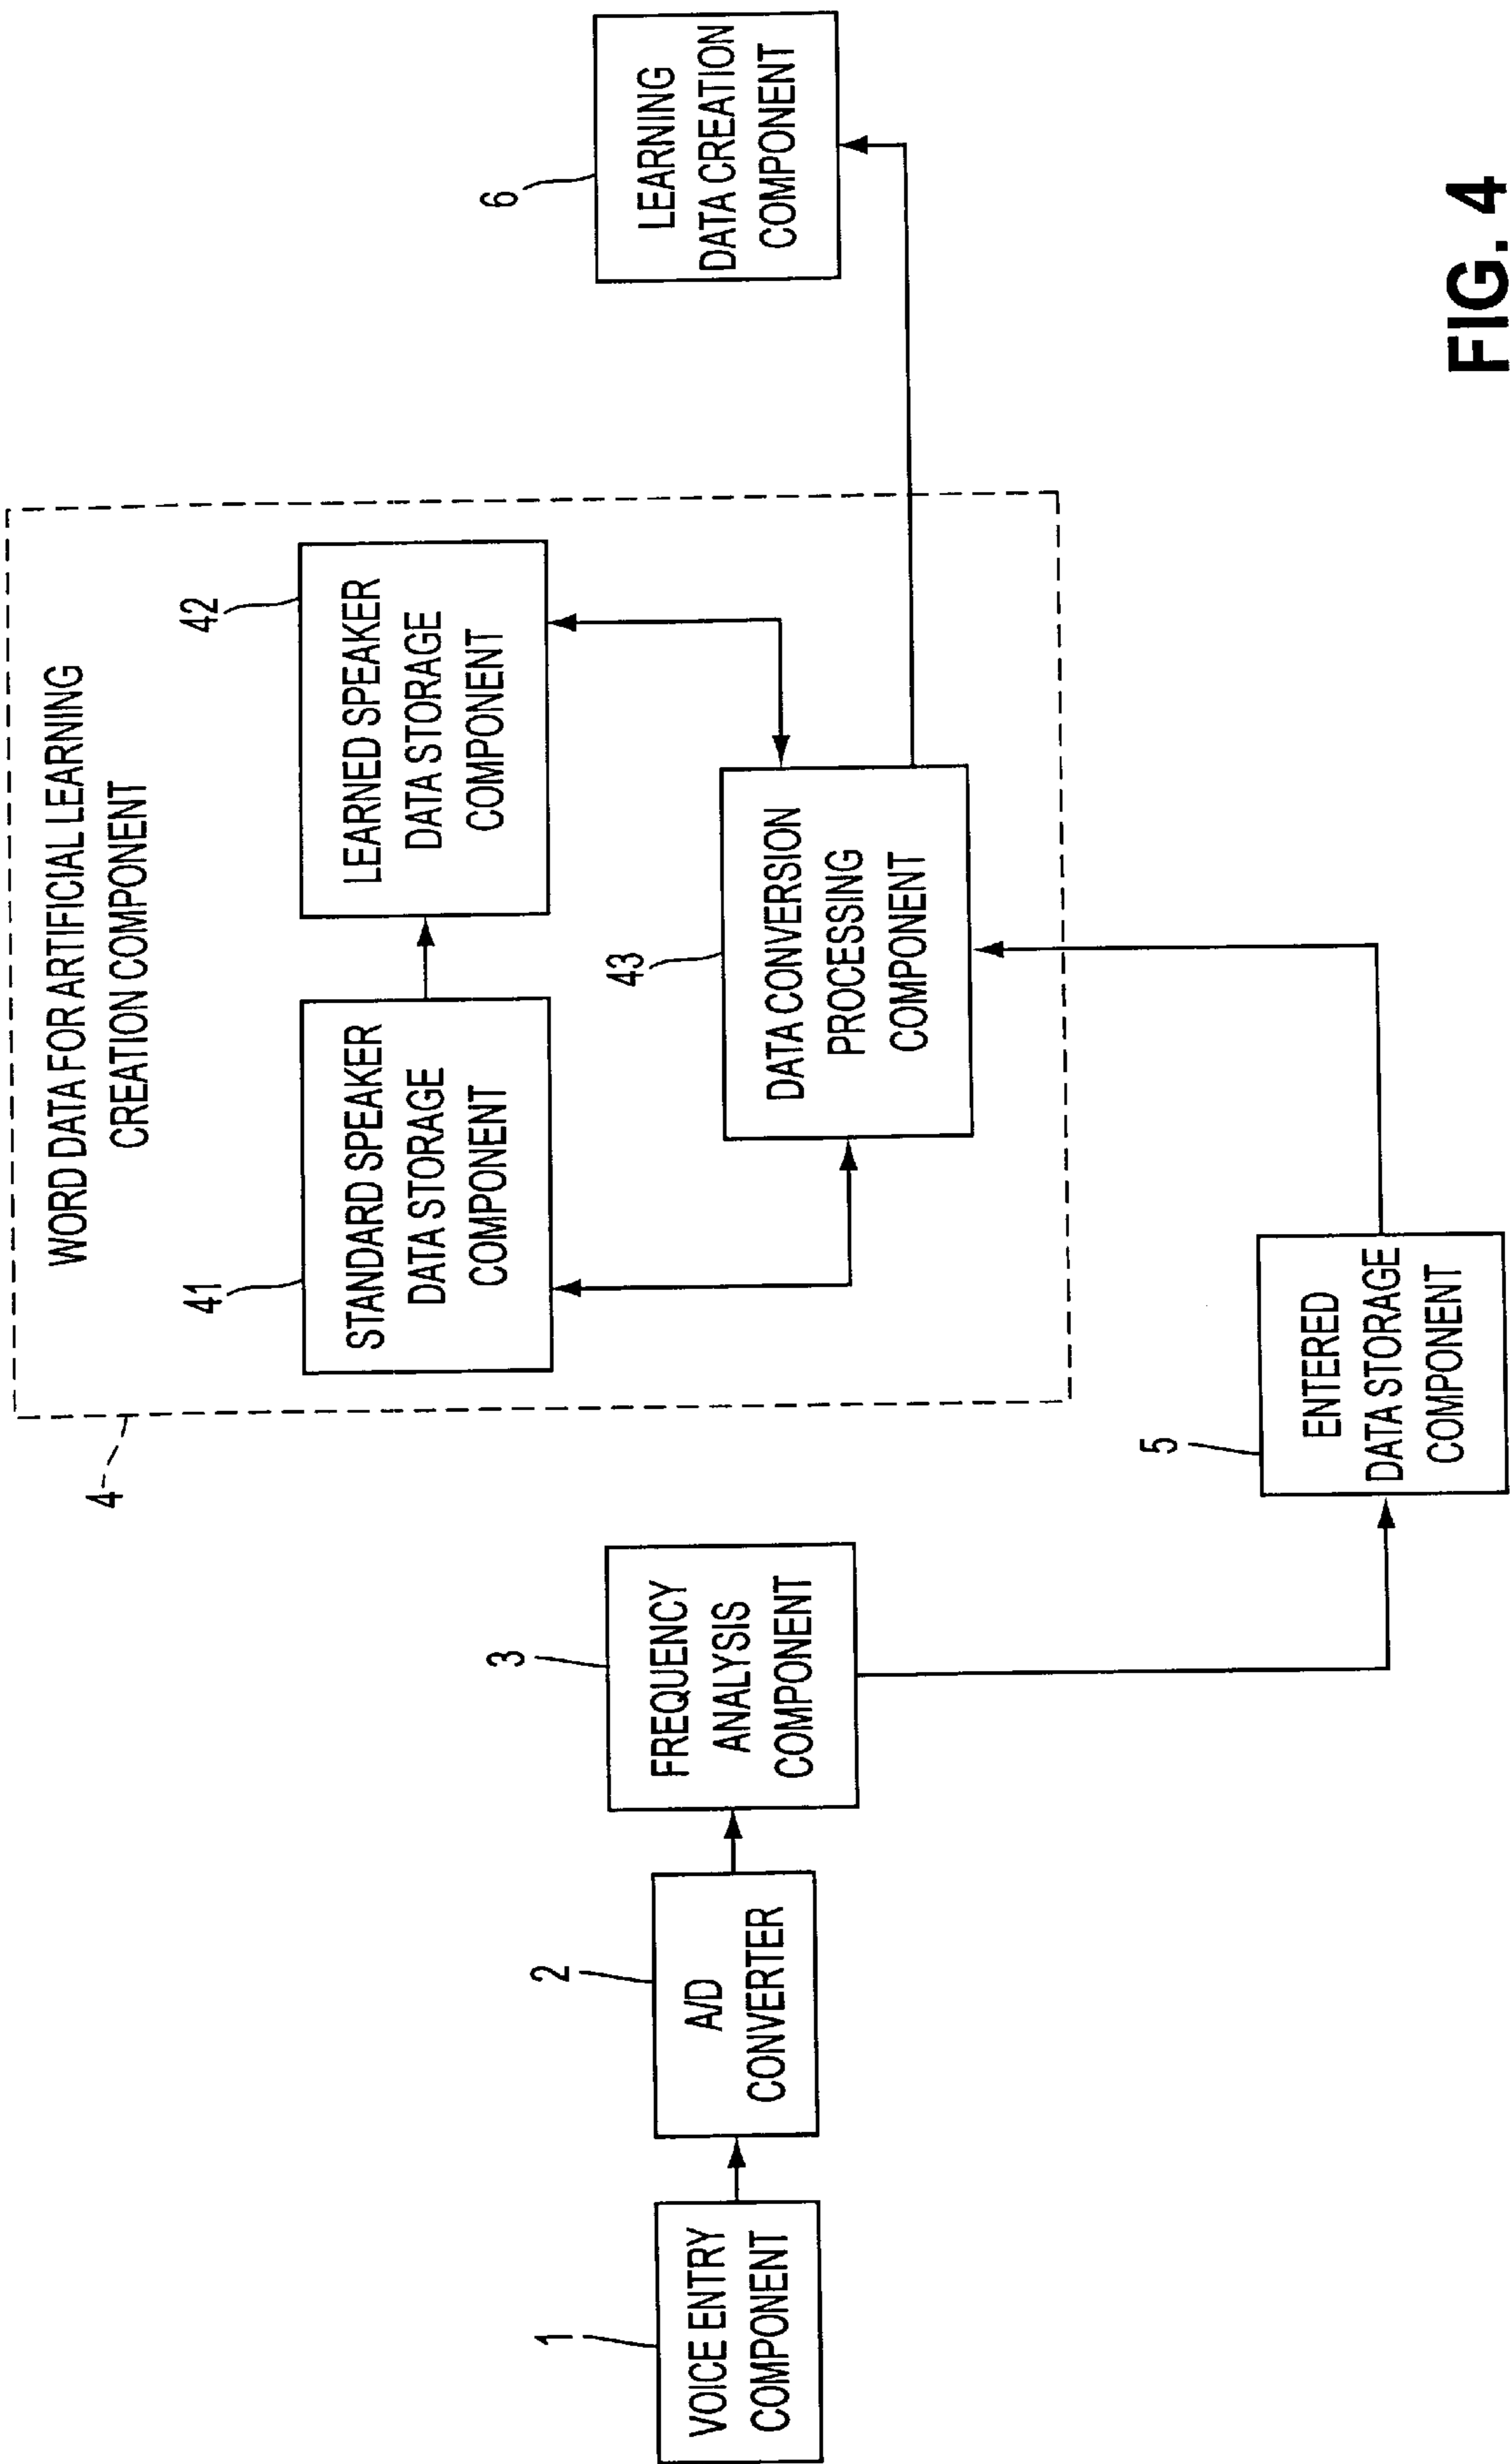 WORD DATA FOR ARTIFICIAL LEARNING
CREATION COMPONENT
4
41
STANDARD SPEAKER
DATA STORAGE
COMPONENT
42
LEARNED SPEAKER
DATA STORAGE
COMPONENT
1
VOICE ENTRY
COMPONENT
2
A/D
CONVERTER
3
FREQUENCY
ANALYSIS
COMPONENT
43
DATA CONVERSION
PROCESSING
COMPONENT
6
LEARNING
DATA CREATION
COMPONENT
5
ENTERED
DATA STORAGE
COMPONENT
FIG. 4